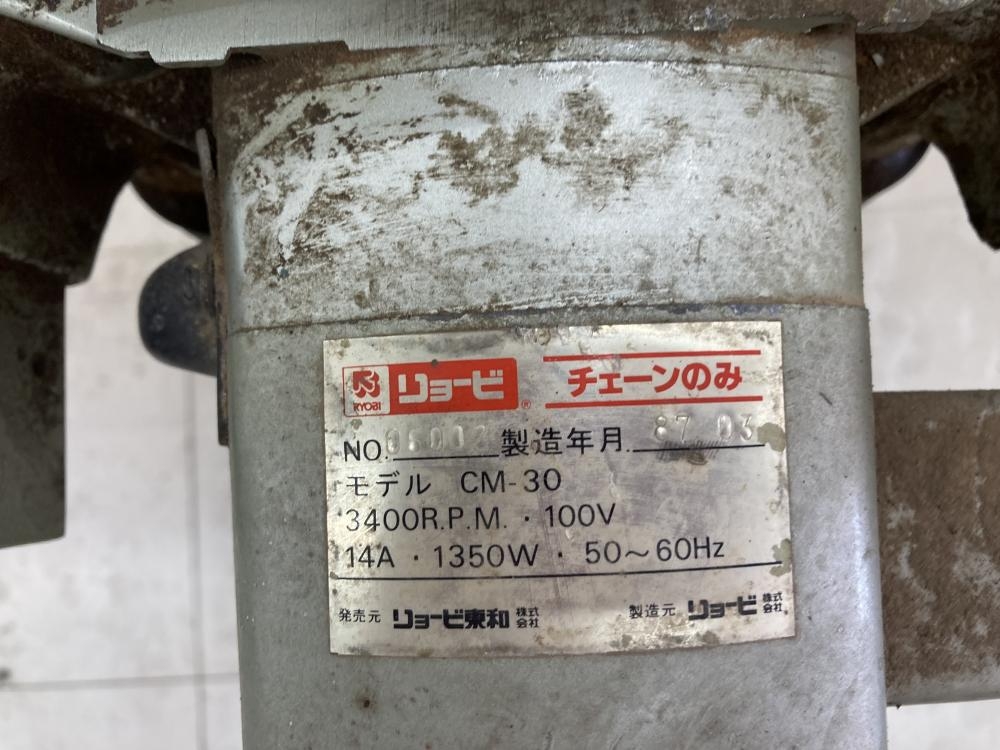 RYOBI リョービ® チェーンのみ
NO. 製造年月 87 03
モデル CM-30
3400R.P.M.・100V
14A・1350W・50～60Hz
発売元 リョービ東和 株式会社 製造元 リョービ 株式会社